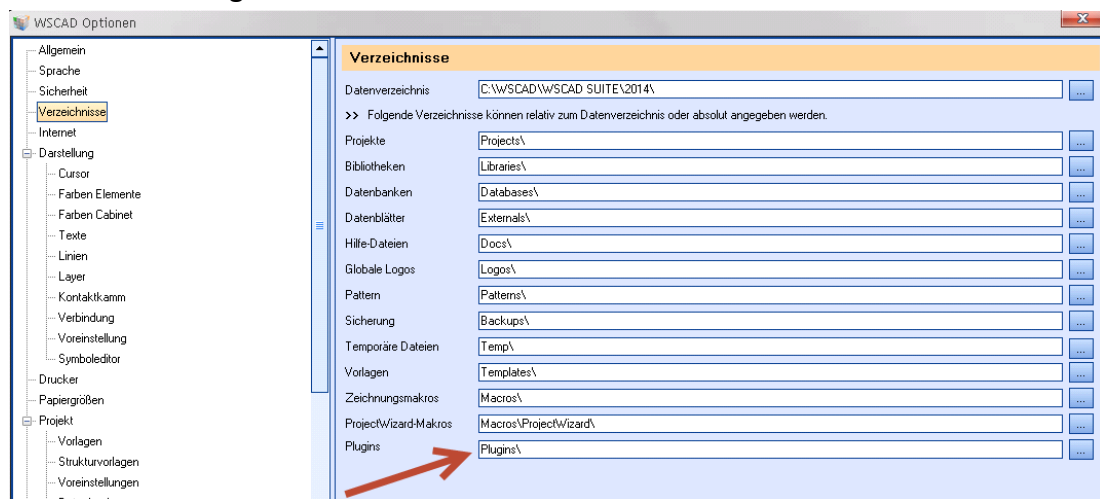 WSCAD Optionen
Allgemein
Sprache
Sicherheit
Verzeichnisse
Internet
Darstellung
Cursor
Farben Elemente
Farben Cabinet
Texte
Linien
Layer
Kontaktkamm
Verbindung
Voreinstellung
Symboleditor
Drucker
Papiergrößen
Projekt
Vorlagen
Strukturvorlagen
Voreinstellungen
Verzeichnisse
Datenverzeichnis C:\WSCAD\WSCAD SUITE\2014\ ...
>> Folgende Verzeichnisse können relativ zum Datenverzeichnis oder absolut angegeben werden.
Projekte Projects\ ...
Bibliotheken Libraries\ ...
Datenbanken Databases\ ...
Datenblätter Externals\ ...
Hilfe-Dateien Docs\ ...
Globale Logos Logos\ ...
Pattern Patterns\ ...
Sicherung Backups\ ...
Temporäre Dateien Temp\ ...
Vorlagen Templates\ ...
Zeichnungsmakros Macros\ ...
ProjectWizard-Makros Macros\ProjectWizard\ ...
Plugins Plugins\ ...